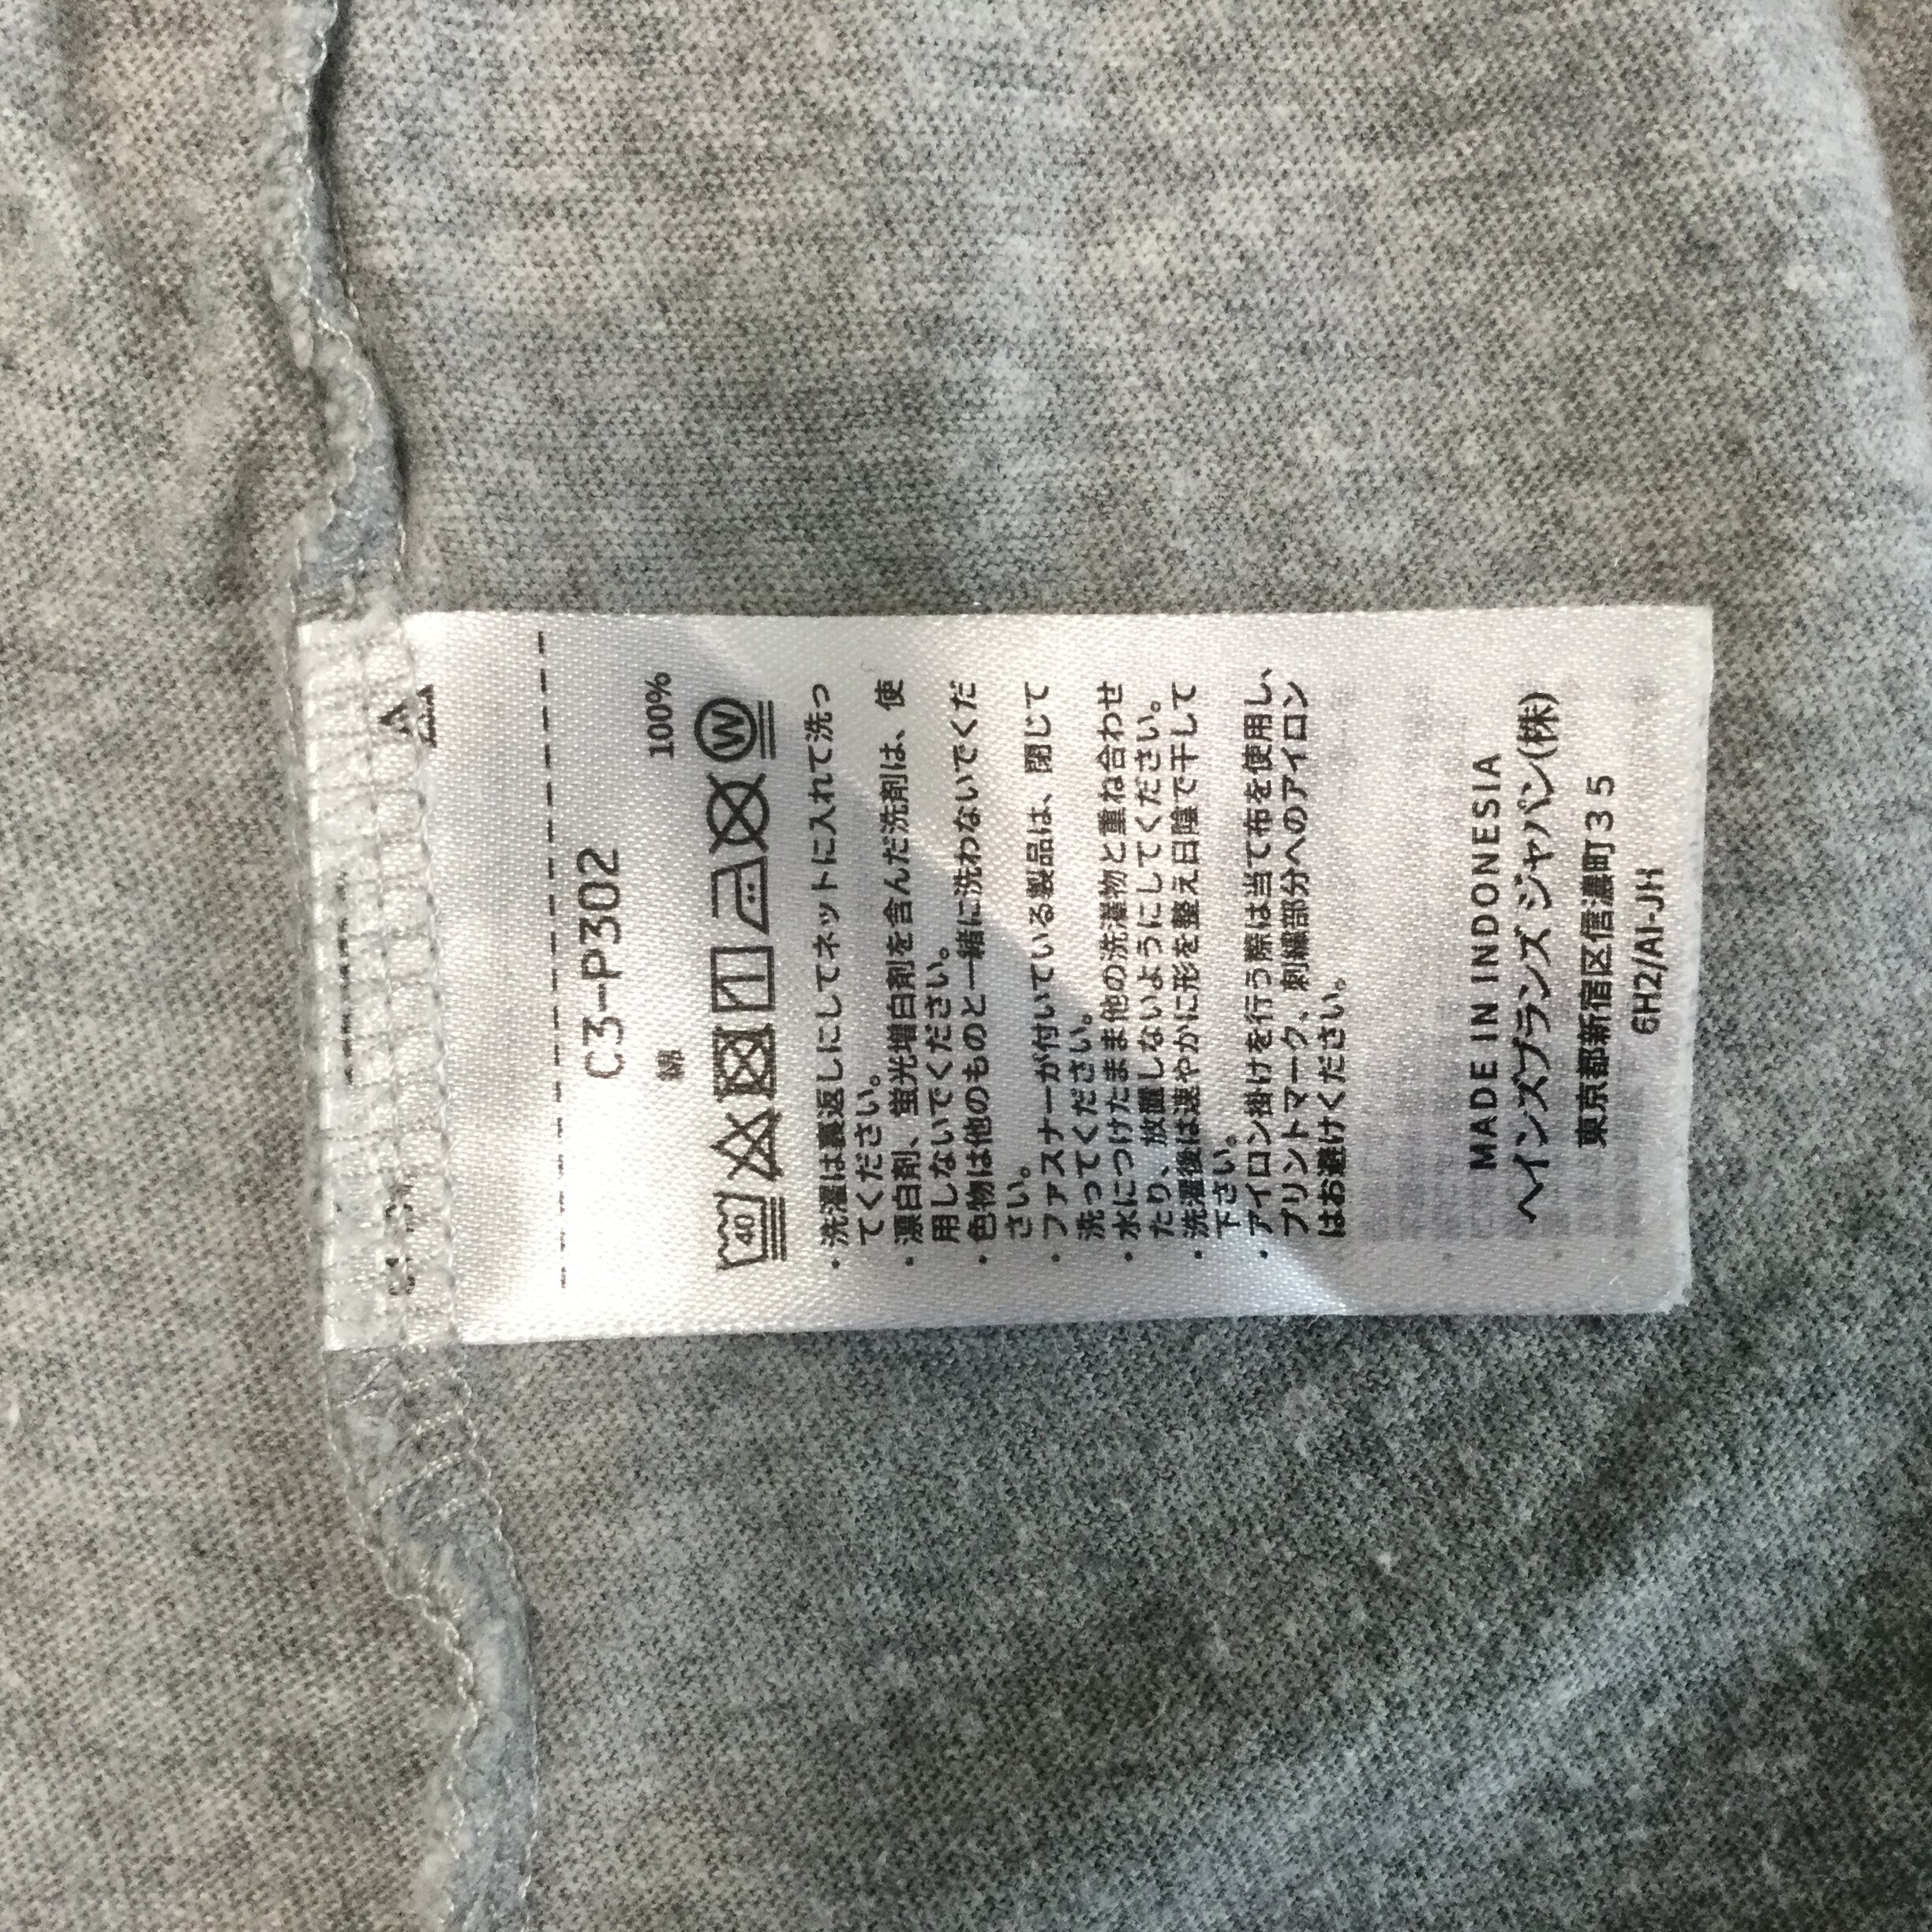 C3-P302
綿 100%
40 W
・洗濯は裏返しにしてネットに入れて洗っ
てください。
・漂白剤、蛍光増白剤を含んだ洗剤は、使
用しないでください。
・色物は他のものと一緒に洗わないでくだ
さい。
・ファスナーが付いている製品は、閉じて
洗ってください。
・水につけたまま他の洗濯物と重ね合わせ
たり、放置しないようにしてください。
・洗濯後は速やかに形を整え日陰で干して
下さい。
・アイロン掛けを行う際は当て布を使用し、
プリントマーク、刺繍部分へのアイロン
はお避けください。
MADE IN INDONESIA
ヘインズブランズ ジャパン(株)
東京都新宿区信濃町35
6H2/AI-JH